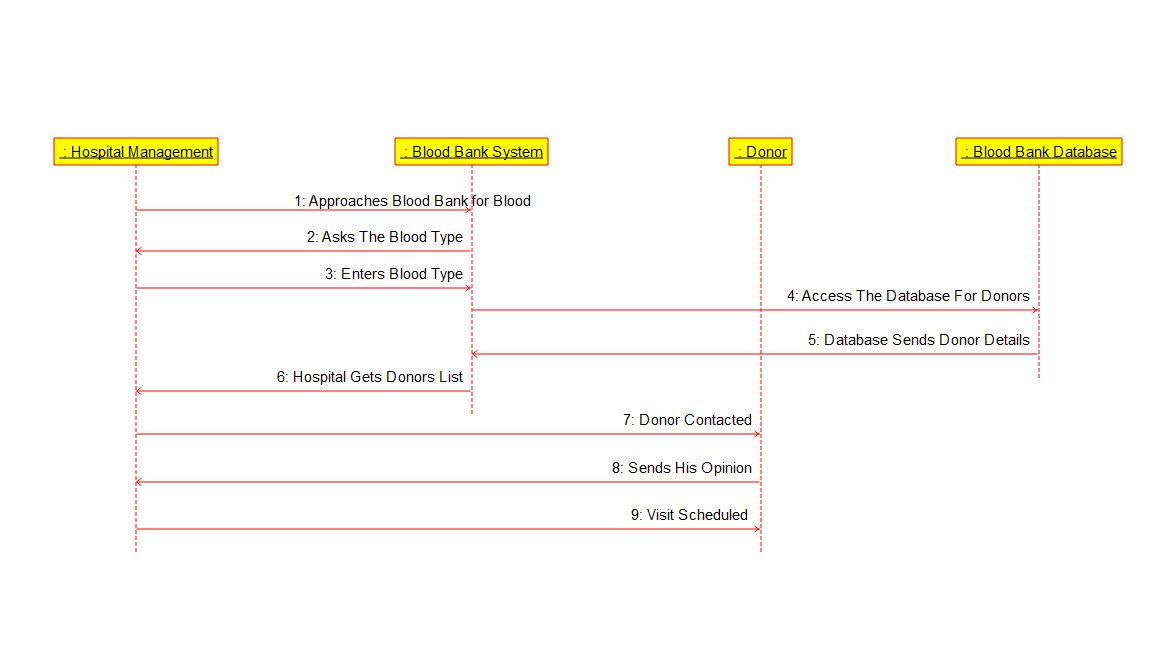 : Hospital Management
: Blood Bank System
: Donor
: Blood Bank Database
1: Approaches Blood Bank for Blood
2: Asks The Blood Type
3: Enters Blood Type
4: Access The Database For Donors
5: Database Sends Donor Details
6: Hospital Gets Donors List
7: Donor Contacted
8: Sends His Opinion
9: Visit Scheduled